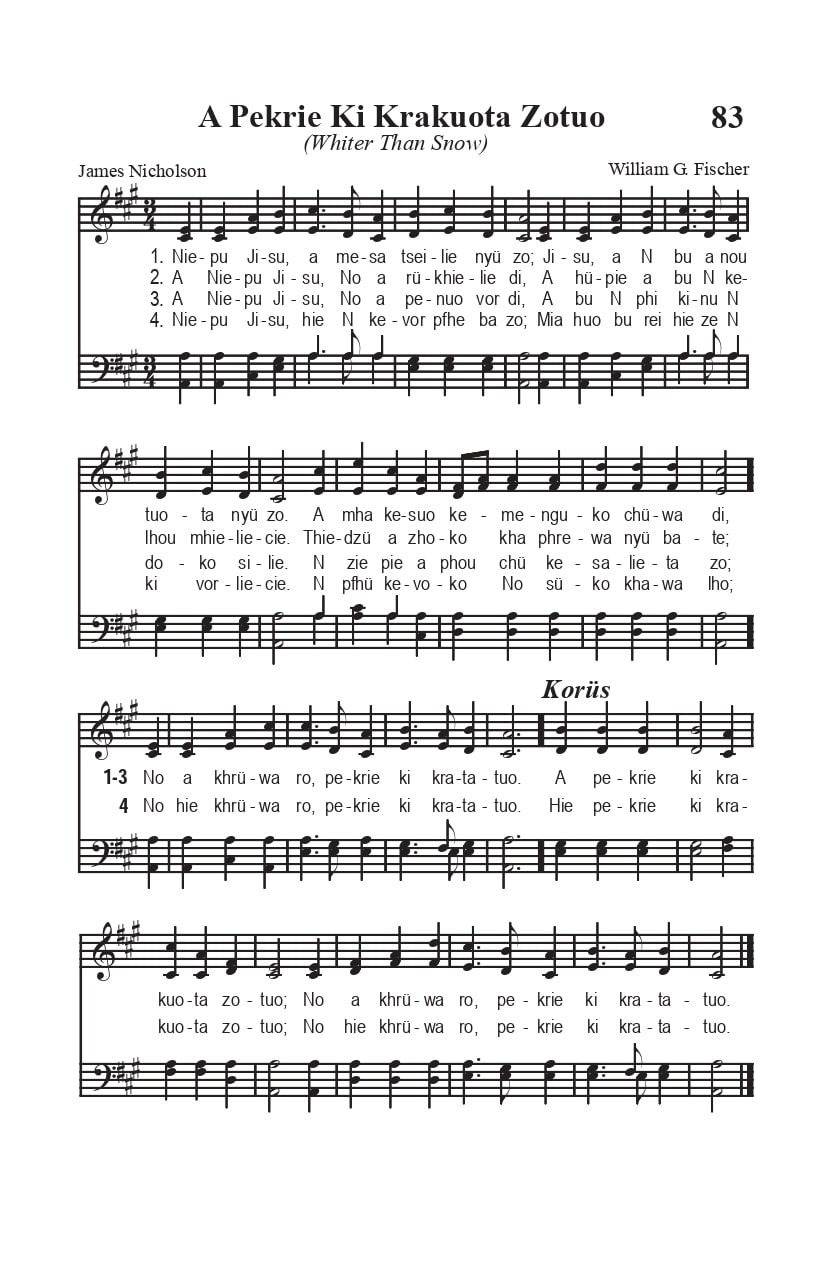 A Pekrie Ki Krakuota Zotuo 83
(Whiter Than Snow)
James Nicholson William G. Fischer
1. Nie - pu Ji - su, a me - sa tsei - lie nyü zo; Ji - su, a N bu a nou
2. A Nie - pu Ji - su, No a rü - khie - lie di, A hü - pie a bu N ke-
3. A Nie - pu Ji - su, No a pe - nuo vor di, A bu N phi ki - nu N
4. Nie - pu Ji - su, hie N ke - vor pfhe ba zo; Mia huo bu rei hie ze N
tuo - ta nyü zo. A mha ke - suo ke - me - ngu - ko chü - wa di,
lhou mhie - lie - cie. Thie - dzü a zho - ko kha phre - wa nyü ba - te;
do - ko si - lie. N zie pie a phou chü ke - sa - lie - ta zo;
ki vor - lie - cie. N pfhü ke - vo - ko No sü - ko kha - wa lho;
Korüs
1-3 No a khrü - wa ro, pe - krie ki kra - ta - tuo. A pe - krie ki kra-
4 No hie khrü - wa ro, pe - krie ki kra - ta - tuo. Hie pe - krie ki kra-
kuo - ta zo - tuo; No a khrü - wa ro, pe - krie ki kra - ta - tuo.
kuo - ta zo - tuo; No hie khrü - wa ro, pe - krie ki kra - ta - tuo.